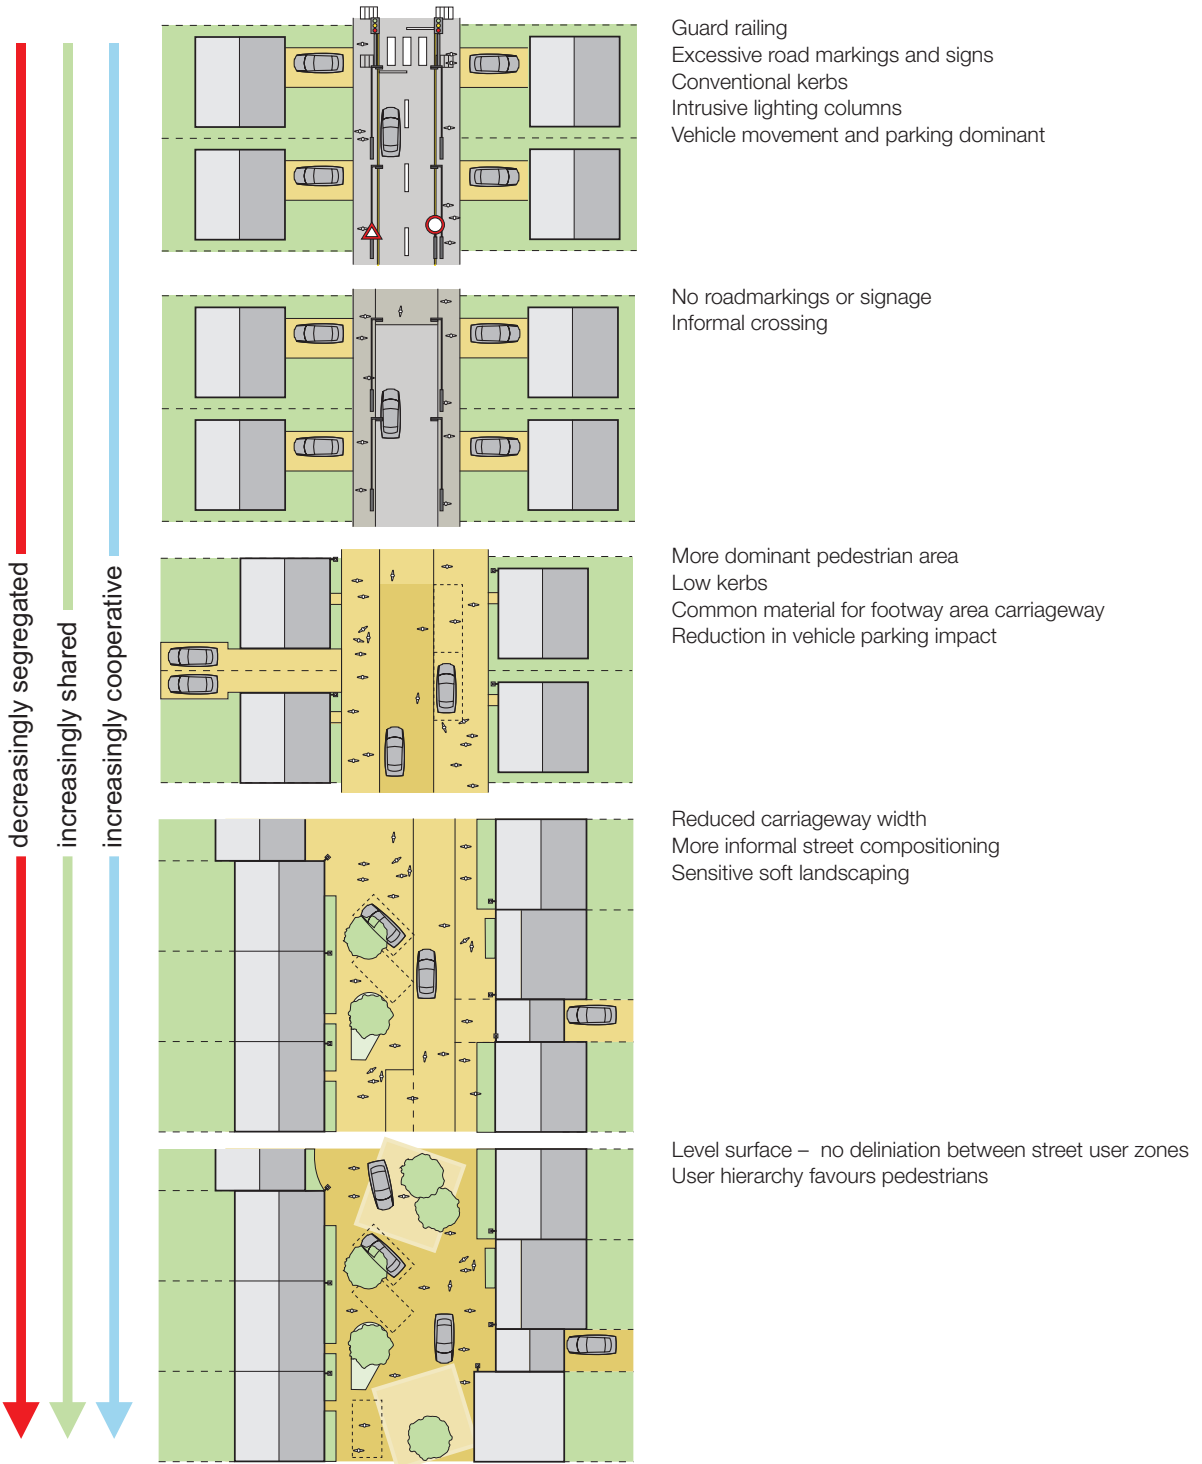 Guard railing
Excessive road markings and signs
Conventional kerbs
Intrusive lighting columns
Vehicle movement and parking dominant
No roadmarkings or signage
Informal crossing
More dominant pedestrian area
Low kerbs
Common material for footway area carriageway
Reduction in vehicle parking impact
decreasingly segregated
increasingly shared
increasingly cooperative
Reduced carriageway width
More informal street compositioning
Sensitive soft landscaping
Level surface – no deliniation between street user zones
User hierarchy favours pedestrians